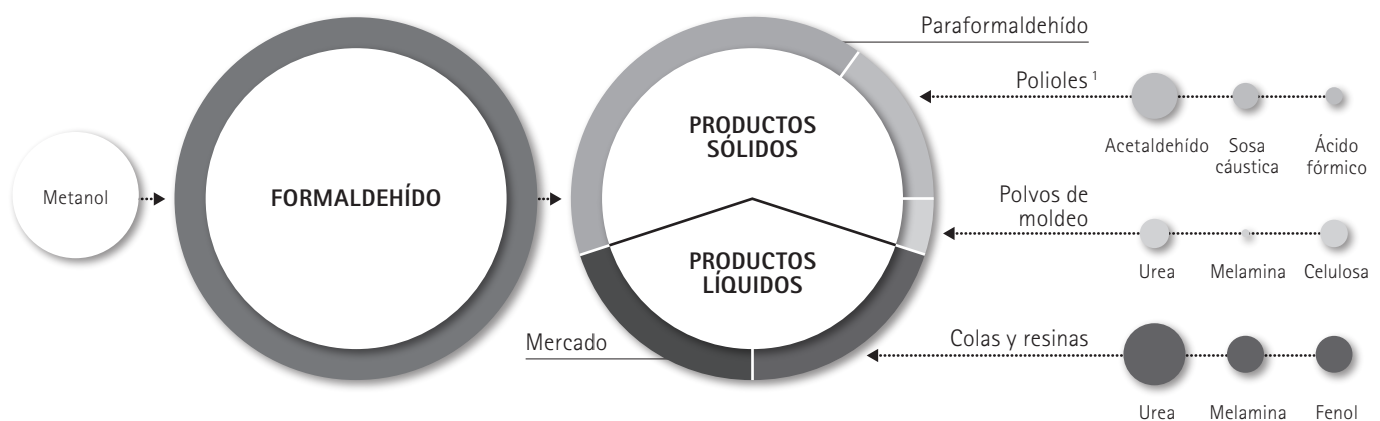 Metanol
FORMALDEHÍDO
PRODUCTOS
SÓLIDOS
PRODUCTOS
LÍQUIDOS
Mercado
Paraformaldehído
Polioles ¹
Acetaldehído
Sosa
cáustica
Ácido
fórmico
Polvos de
moldeo
Urea
Melamina
Celulosa
Colas y resinas
Urea
Melamina
Fenol